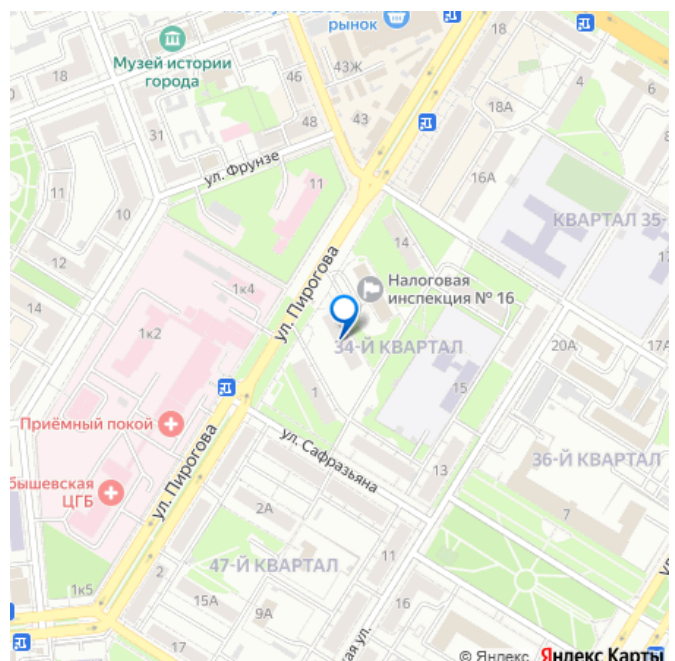 рынок
18
Музей истории
города
43Ж
46
18
4
6
18А
48
43
31
ул. Фрунзе
16А
11
11
10
КВАРТАЛ 35-
14
12
ул. Пирогова
Налоговая
инспекция № 16
1к4
14
1к2
34-Й КВАРТАЛ
20А
17А
15
1
Приёмный покой
ул. Сафразьяна
36-Й КВАРТАЛ
13
бышевская
ЦГБ
ул. Пирогова
2А
7
11
47-Й КВАРТАЛ
2
1к5
15А
9А
16
17
ая ул.
© Яндекс Яндекс Карты